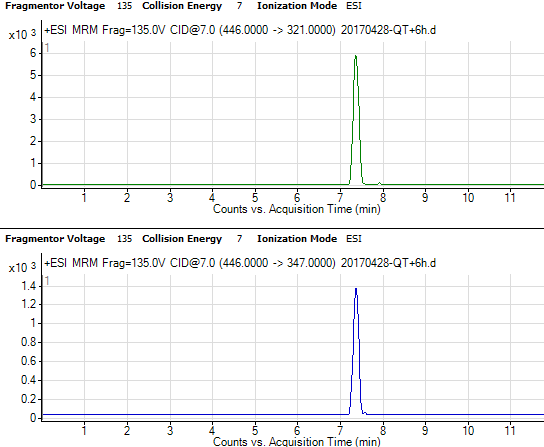 Fragmentor Voltage 135 Collision Energy 7 Ionization Mode ESI
x10 3 +ESI MRM Frag=135.0V CID@7.0 (446.0000 -> 321.0000) 20170428-QT+6h.d
1
6
5
4
3
2
1
0
1 2 3 4 5 6 7 8 9 10 11
Counts vs. Acquisition Time (min)
Fragmentor Voltage 135 Collision Energy 7 Ionization Mode ESI
x10 3 +ESI MRM Frag=135.0V CID@7.0 (446.0000 -> 347.0000) 20170428-QT+6h.d
1
1.4
1.2
1
0.8
0.6
0.4
0.2
0
1 2 3 4 5 6 7 8 9 10 11
Counts vs. Acquisition Time (min)